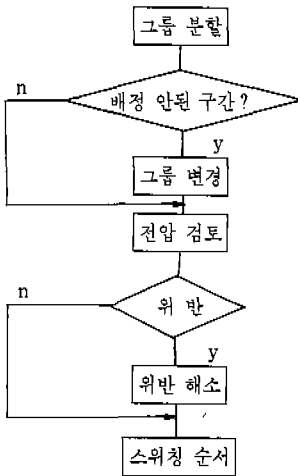 그룹 분할
n
배정 안된 구간?
y
그룹 변경
전압 검토
n
위 반
y
위반 해소
스위칭 순서